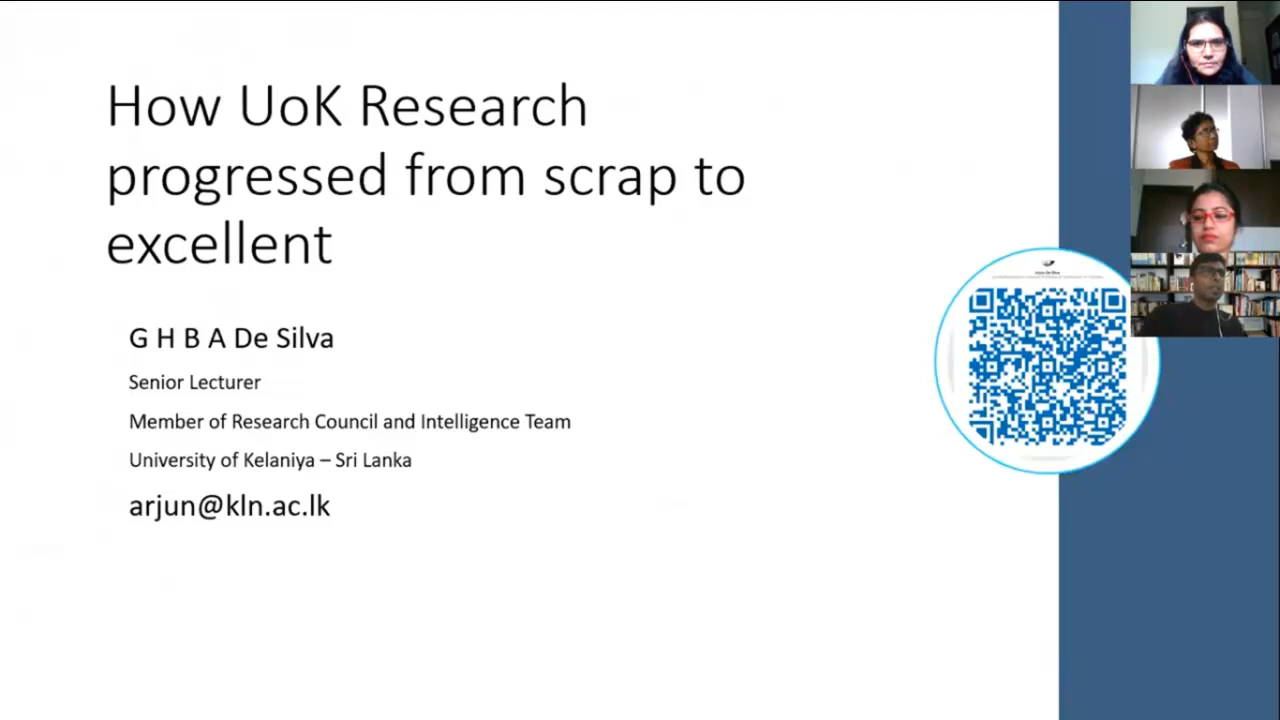 How UoK Research
progressed from scrap to
excellent
G H B A De Silva
Senior Lecturer
Member of Research Council and Intelligence Team
University of Kelaniya – Sri Lanka
arjun@kln.ac.lk